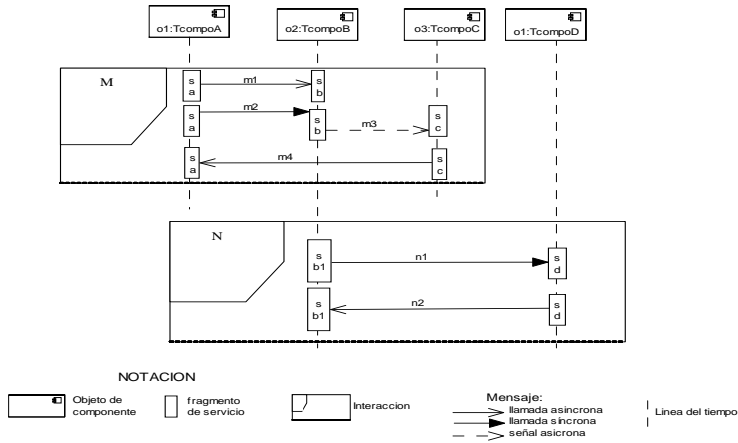 o1:TcompoA
o2:TcompoB
o3:TcompoC
o1:TcompoD
M
s a
m1
s b
s a
m2
s b
m3
s c
s a
m4
s c
N
s b1
n1
s d
s b1
n2
s d
NOTACION
Objeto de
componente
fragmento
de servicio
Interaccion
Mensaje:
llamada asincrona
llamada síncrona
señal asicrona
Linea del tiempo